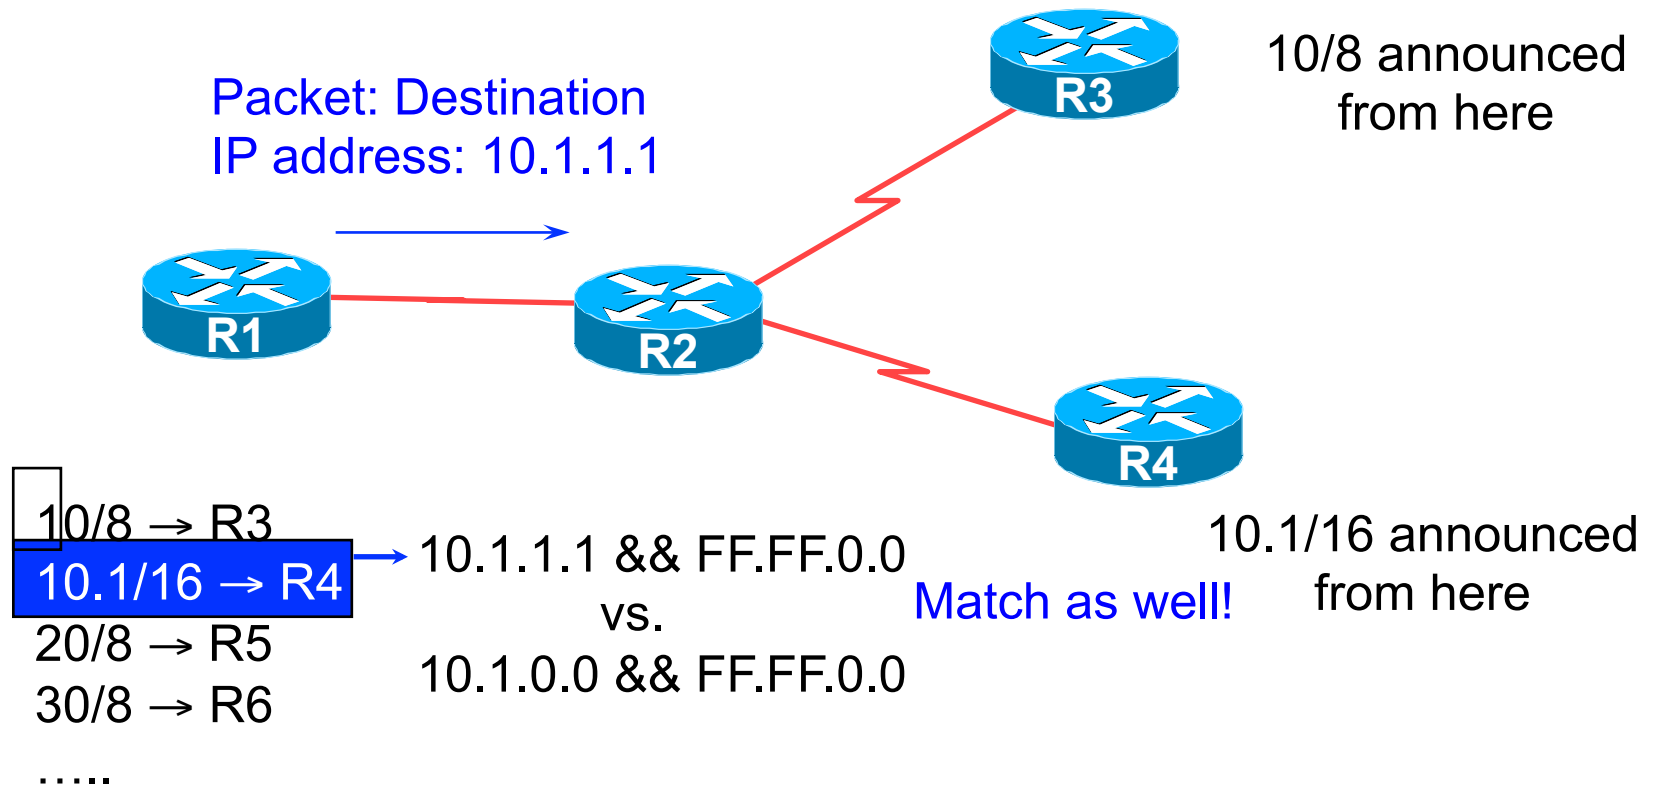 10/8 announced
from here
Packet: Destination
IP address: 10.1.1.1
R3
R1
R2
R4
10/8 → R3
10.1/16 → R4
20/8 → R5
30/8 → R6
.....
10.1.1.1 && FF.FF.0.0
vs.
10.1.0.0 && FF.FF.0.0
Match as well!
10.1/16 announced
from here